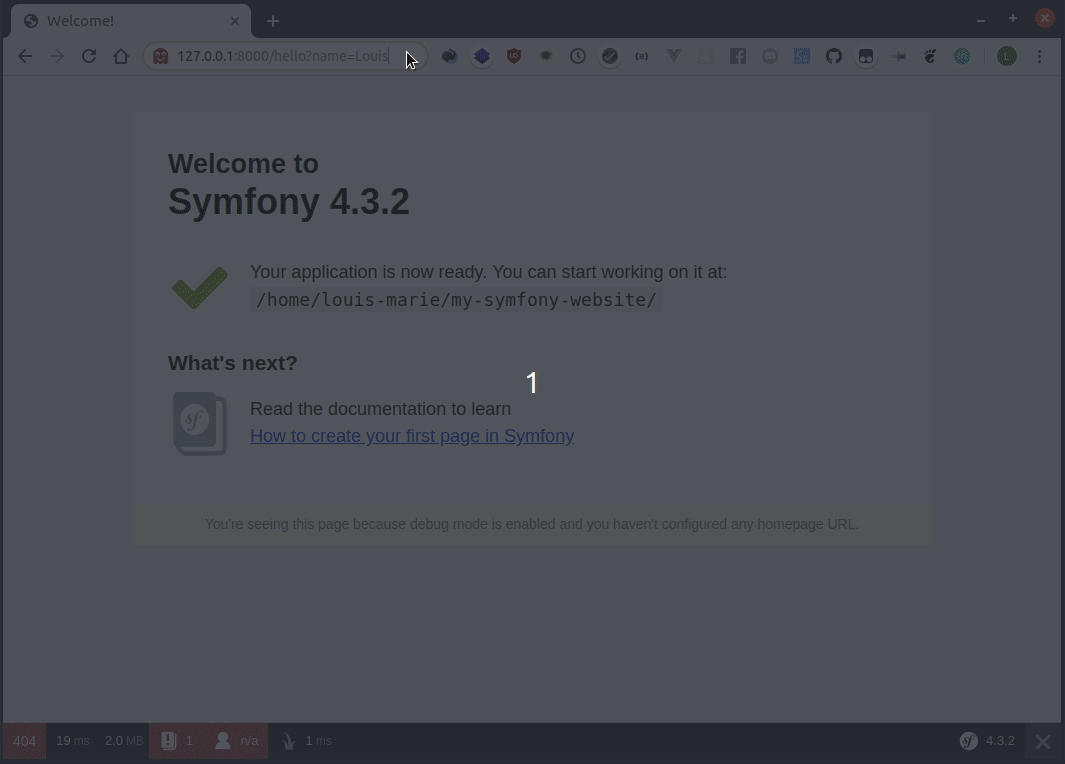 Welcome!
127.0.0.1:8000/hello?name=Louis
Welcome to
Symfony 4.3.2
Your application is now ready. You can start working on it at:
/home/louis-marie/my-symfony-website/
What's next?
1
Read the documentation to learn
How to create your first page in Symfony
You're seeing this page because debug mode is enabled and you haven't configured any homepage URL.
404 19 ms 2.0 MB 1 n/a 1 ms sf 4.3.2